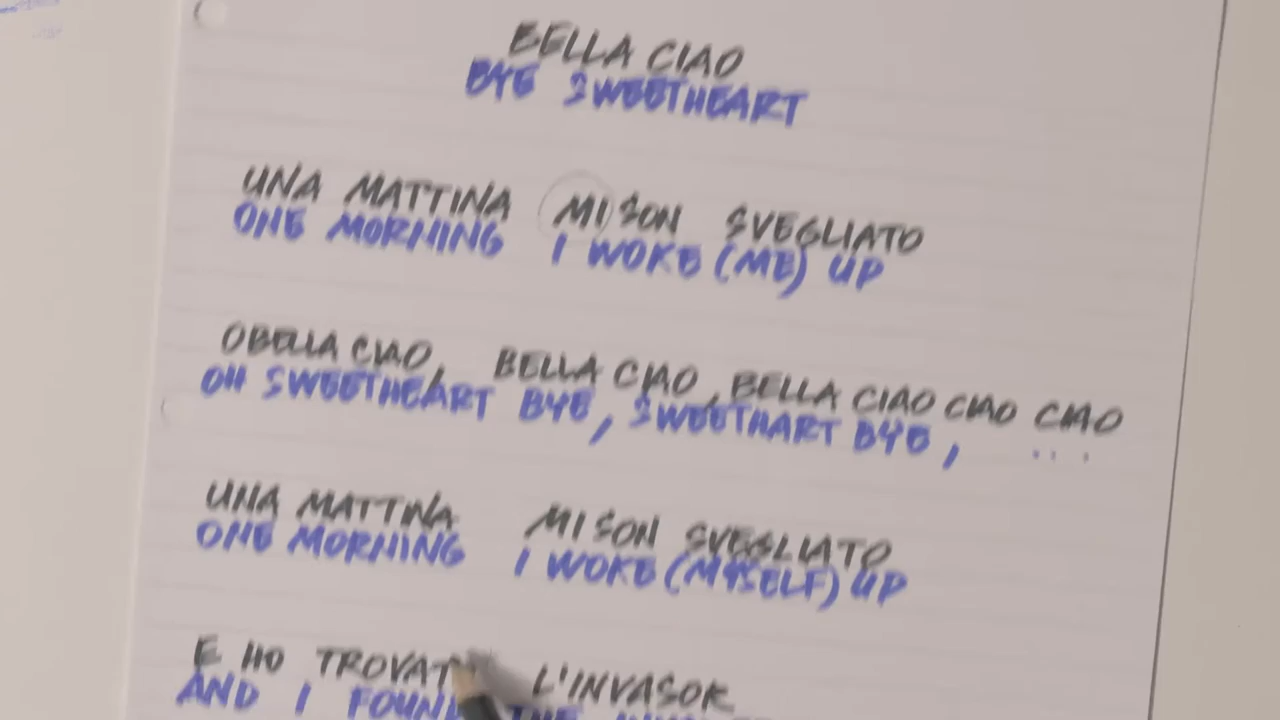 BELLA CIAO
BYE SWEETHEART
UNA MATTINA MI SON SVEGLIATO
ONE MORNING I WOKE (ME) UP
O BELLA CIAO, BELLA CIAO, BELLA CIAO CIAO CIAO
OH SWEETHEART BYE, SWEETHART BYE, ...
UNA MATTINA MI SON SVEGLIATO
ONE MORNING I WOKE (MYSELF) UP
E HO L'INVASOR
AND I